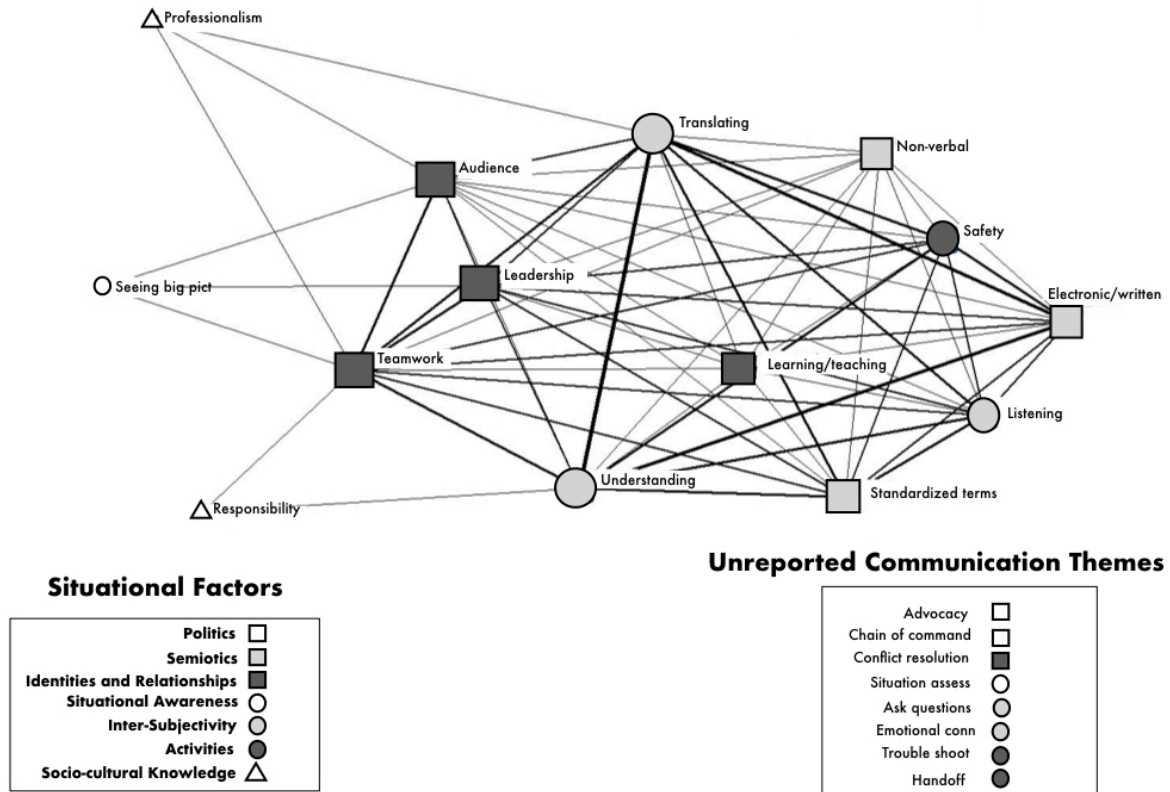 Professionalism
Translating
Non-verbal
Audience
Safety
Leadership
Seeing big pict
Electronic/written
Teamwork
Learning/teaching
Listening
Understanding
Standardized terms
Responsibility
Unreported Communication Themes
Situational Factors
Politics
Semiotics
Identities and Relationships
Situational Awareness
Inter-Subjectivity
Activities
Socio-cultural Knowledge
Advocacy
Chain of command
Conflict resolution
Situation assess
Ask questions
Emotional conn
Trouble shoot
Handoff